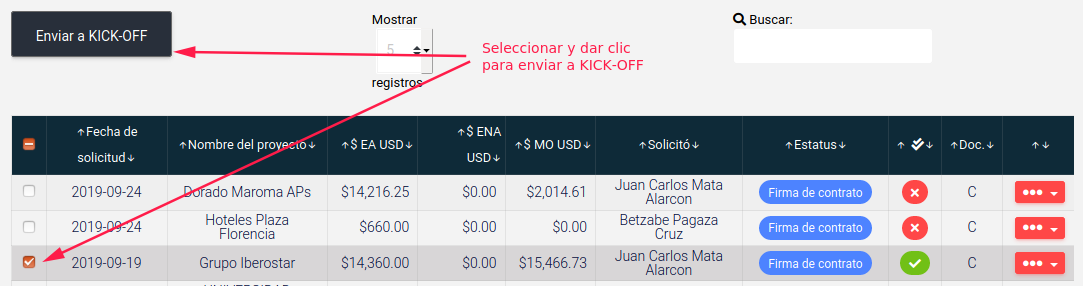 Enviar a KICK-OFF
Mostrar
5
registros
Buscar:
Seleccionar y dar clic
para enviar a KICK-OFF
↑Fecha de
solicitud↓
↑Nombre del proyecto↓
↑$ EA USD↓
↑$ ENA
USD↓
↑$ MO USD↓
↑Solicitó↓
↑Estatus↓
↑ ↓
↑Doc.↓
↑↓
2019-09-24
Dorado Maroma APs
$14,216.25
$0.00
$2,014.61
Juan Carlos Mata
Alarcon
Firma de contrato
C
2019-09-24
Hoteles Plaza
Florencia
$660.00
$0.00
$0.00
Betzabe Pagaza
Cruz
Firma de contrato
C
2019-09-19
Grupo Iberostar
$14,360.00
$0.00
$15,466.73
Juan Carlos Mata
Alarcon
Firma de contrato
C